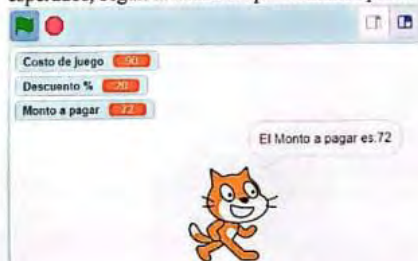 Costo de juego 90
Descuento % 20
Monto a pagar 72
El Monto a pagar es:72